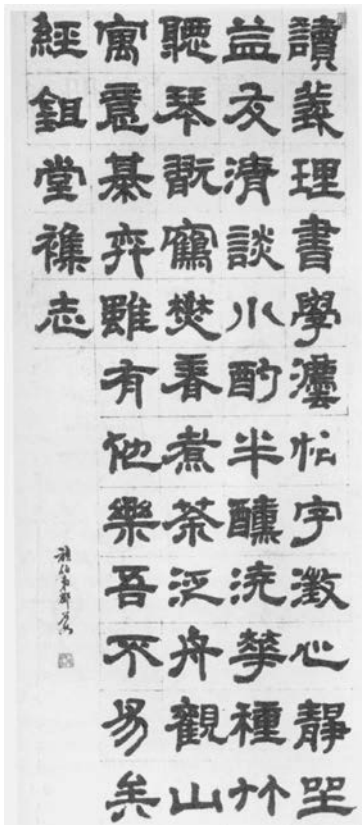 讀義理書學灋帖字澂心靜坐
益友清談小酌半醺澆華種竹
聽琴翫鶴焚香煮茶泛舟觀山
寓意棊弈雖有他樂吾不易矣
經鉏堂襍志